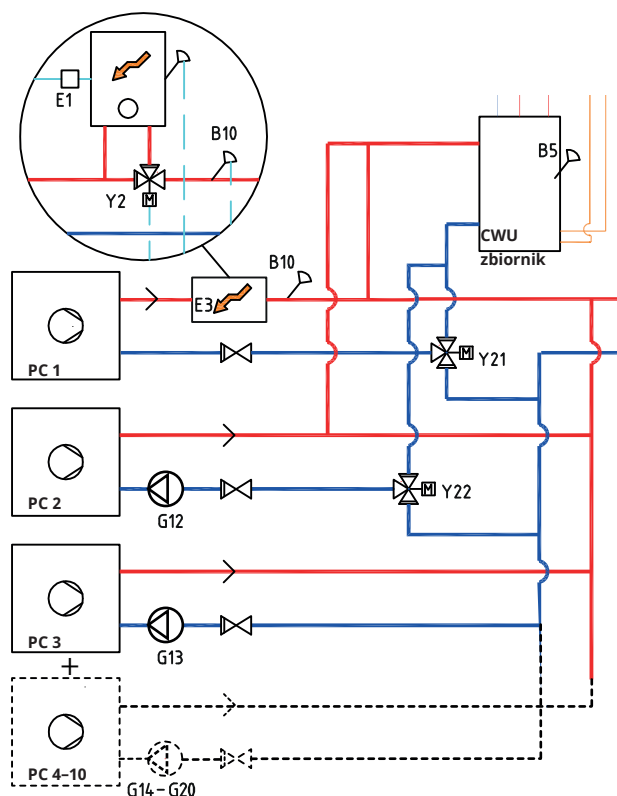 E1
B10
Y2
M
B5
CWU
zbiornik
B10
E3
PC 1
M
Y21
PC 2
G12
M
Y22
PC 3
G13
+
PC 4–10
G14 – G20